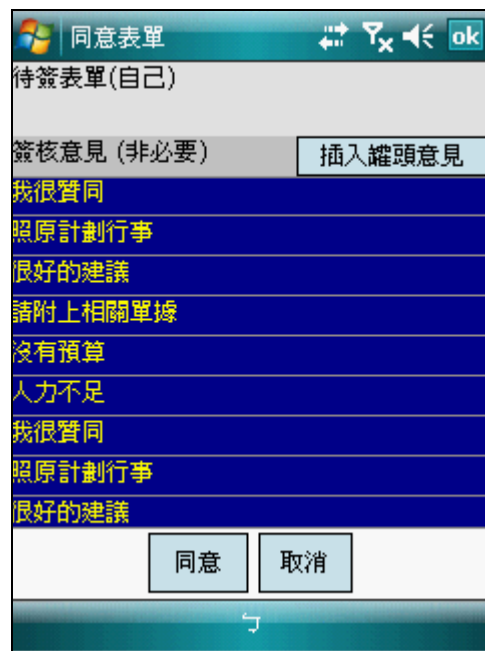 同意表單
ok
待簽表單(自己)
簽核意見 (非必要)
插入罐頭意見
我很贊同
照原計劃行事
很好的建議
請附上相關單據
沒有預算
人力不足
我很贊同
照原計劃行事
很好的建議
同意
取消
ㄅ